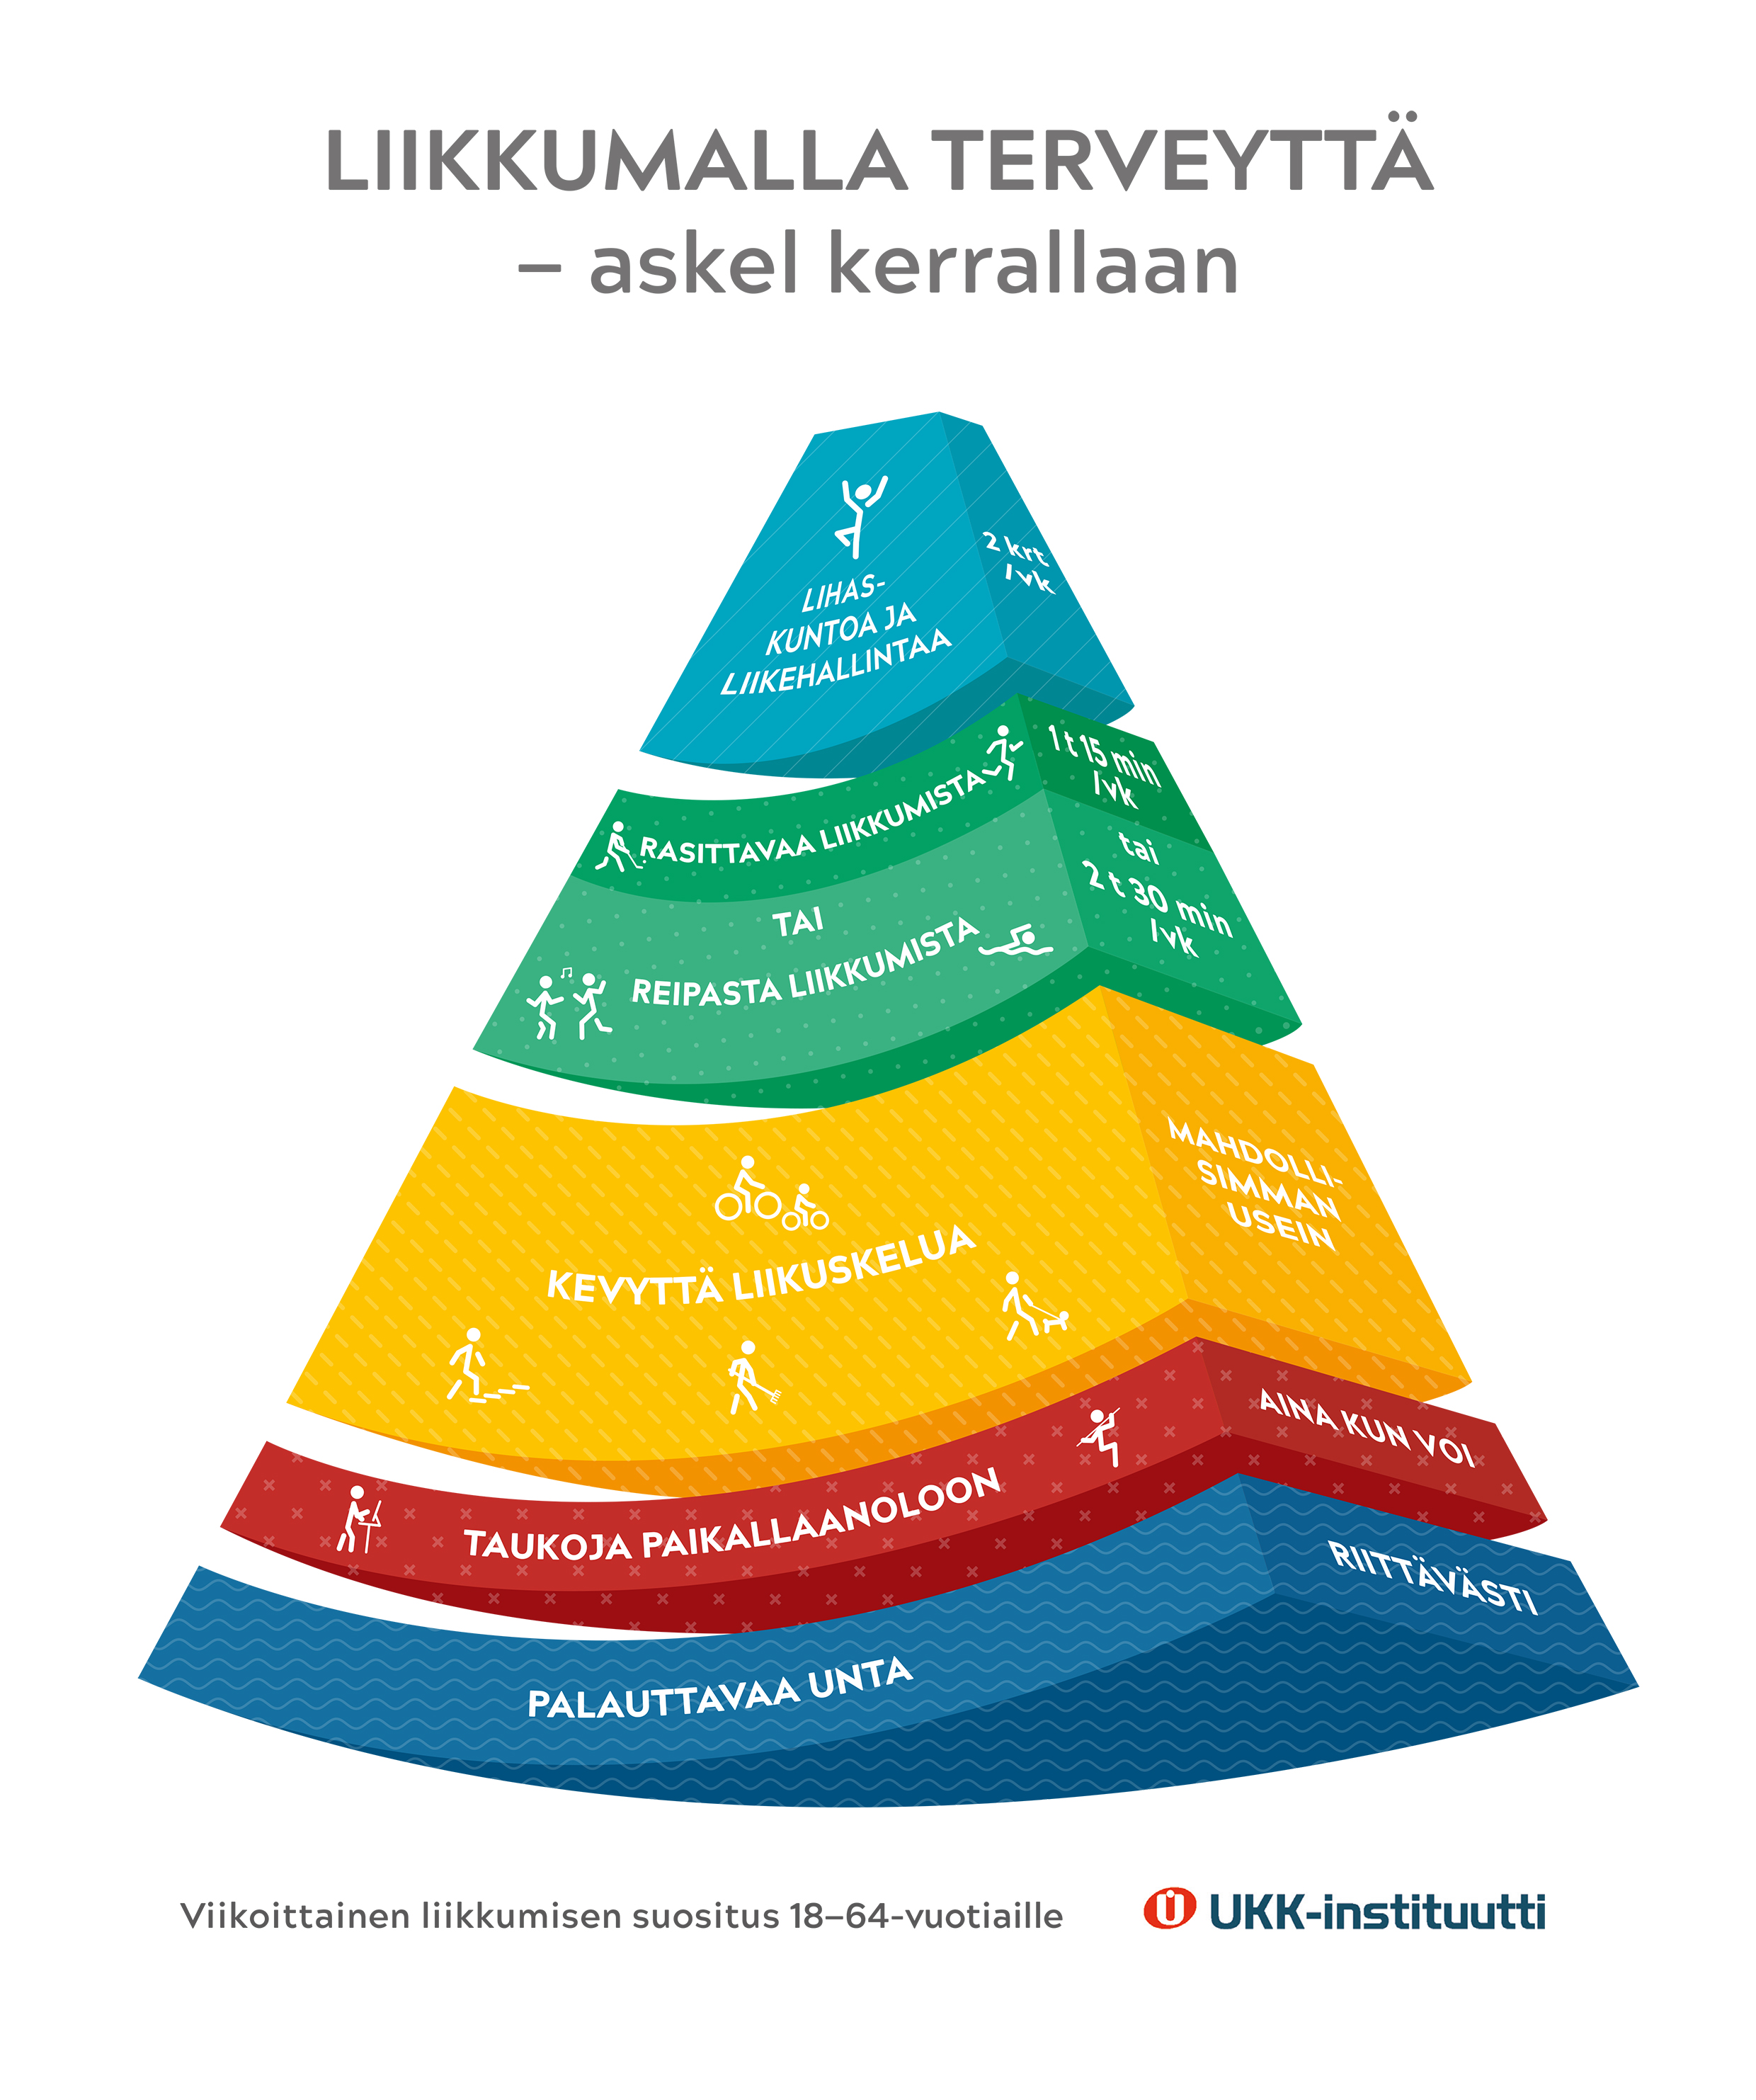 LIIKKUMALLA TERVEYTTÄ
– askel kerrallaan
LIHAS-
KUNTOA JA
LIIKEHALLINTAA
2 krt
/vk
RASITTAVAA LIIKKUMISTA
1 t 15 min
/vk
TAI
REIPASTA LIIKKUMISTA
tai
2 t 30 min
/vk
KEVYTTÄ LIIKUSKELUA
MAHDOLLI-
SIMMAN
USEIN
TAUKOJA PAIKALLAANOLOON
AINA KUN VOI
PALAUTTAVAA UNTA
RIITTÄVÄSTI
Viikoittainen liikkumisen suositus 18–64-vuotiaille
UKK-instituutti